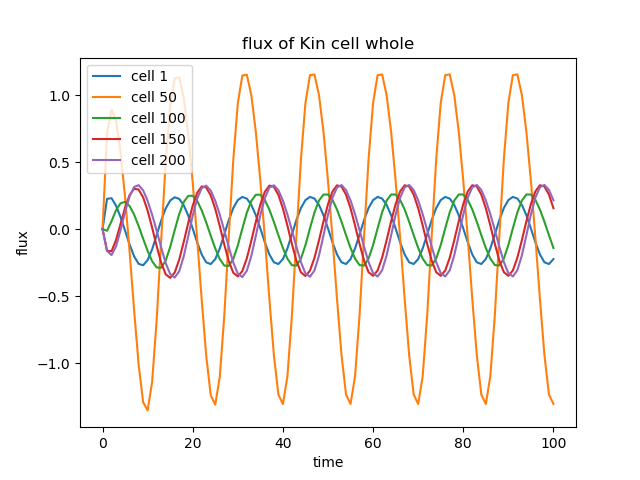 flux of Kin cell whole
cell 1
cell 50
cell 100
cell 150
cell 200
1.0
0.5
0.0
−0.5
−1.0
flux
0 20 40 60 80 100
time